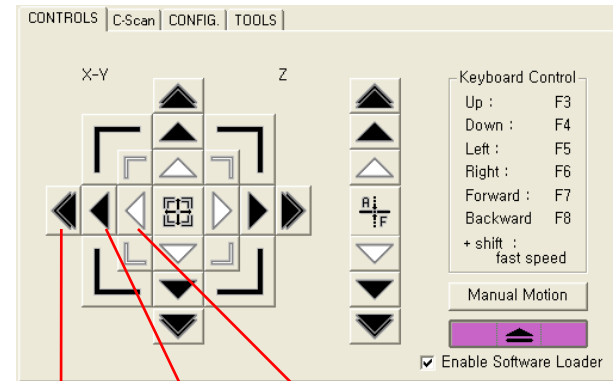 CONTROLS C-Scan CONFIG. TOOLS
X-Y Z
A
F
Keyboard Control
Up : F3
Down : F4
Left : F5
Right : F6
Forward : F7
Backward F8
+ shift :
fast speed
Manual Motion
Enable Software Loader